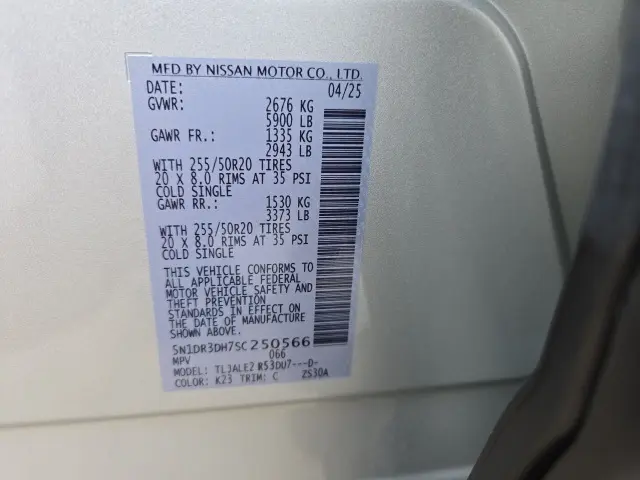 MFD BY NISSAN MOTOR CO., LTD.
DATE: 04/25
GVWR: 2676 KG
5900 LB
GAWR FR.: 1335 KG
2943 LB
WITH 255/50R20 TIRES
20 X 8.0 RIMS AT 35 PSI
COLD SINGLE
GAWR RR.: 1530 KG
3373 LB
WITH 255/50R20 TIRES
20 X 8.0 RIMS AT 35 PSI
COLD SINGLE
THIS VEHICLE CONFORMS TO
ALL APPLICABLE FEDERAL
MOTOR VEHICLE SAFETY AND
THEFT PREVENTION
STANDARDS IN EFFECT ON
THE DATE OF MANUFACTURE
SHOWN ABOVE.
5N1DR3DH7SC250566
MPV 066
MODEL: TL3ALE2 R53DU7---D-
COLOR: K23 TRIM: C ZS30A